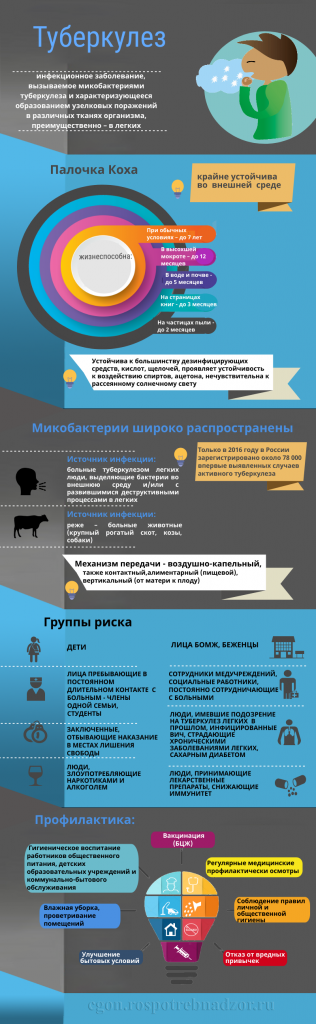 Туберкулез
инфекционное заболевание,
вызываемое микобактериями
туберкулеза и характеризующееся
образованием узелковых поражений
в различных тканях организма,
преимущественно – в легких
Палочка Коха
крайне устойчива
во внешней среде
жизнеспособна:
При обычных
условиях – до 7 лет
В высохшей
мокроте – до 12
месяцев
В воде и почве -
до 5 месяцев
На страницах
книг - до 3 месяцев
На частицах пыли -
до 2 месяцев
Устойчива к большинству дезинфицирующих
средств, кислот, щелочей, проявляет устойчивость
к воздействию спиртов, ацетона, нечувствительна к
рассеянному солнечному свету
Микобактерии широко распространены
Только в 2016 году в России
зарегистрировано около 78 000
впервые выявленных случаев
активного туберкулеза
Источник инфекции:
больные туберкулезом легких
люди, выделяющие бактерии во
внешнюю среду и/или с
развившимися деструктивными
процессами в легких
Источник инфекции:
реже – больные животные
(крупный рогатый скот, козы,
собаки)
Механизм передачи - воздушно-капельный,
также контактный,алиментарный (пищевой),
вертикальный (от матери к плоду)
Группы риска
ДЕТИ
ЛИЦА БОМЖ, БЕЖЕНЦЫ
ЛИЦА ПРЕБЫВАЮЩИЕ В
ПОСТОЯННОМ
ДЛИТЕЛЬНОМ КОНТАКТЕ С
БОЛЬНЫМ - ЧЛЕНЫ
ОДНОЙ СЕМЬИ,
СТУДЕНТЫ
СОТРУДНИКИ МЕДУЧРЕЖДЕНИЙ,
СОЦИАЛЬНЫЕ РАБОТНИКИ,
ПОСТОЯННО СОТРУДНИЧАЮЩИЕ
С БОЛЬНЫМИ
ЗАКЛЮЧЕННЫЕ,
ОТБЫВАЮЩИЕ НАКАЗАНИЕ
В МЕСТАХ ЛИШЕНИЯ
СВОБОДЫ
ЛЮДИ, ИМЕВШИЕ ПОДОЗРЕНИЕ
НА ТУБЕРКУЛЕЗ ЛЕГКИХ В
ПРОШЛОМ, ИНФИЦИРОВАННЫЕ
ВИЧ, СТРАДАЮЩИЕ
ХРОНИЧЕСКИМИ
ЗАБОЛЕВАНИЯМИ ЛЕГКИХ,
САХАРНЫМ ДИАБЕТОМ
ЛЮДИ,
ЗЛОУПОТРЕБЛЯЮЩИЕ
НАРКОТИКАМИ И
АЛКОГОЛЕМ
ЛЮДИ, ПРИНИМАЮЩИЕ
ЛЕКАРСТВЕННЫЕ
ПРЕПАРАТЫ, СНИЖАЮЩИЕ
ИММУНИТЕТ
Профилактика:
Вакцинация
(БЦЖ)
Гигиеническое воспитание
работников общественного
питания, детских
образовательных учреждений и
коммунально-бытового
обслуживания
Регулярные медицинские
профилактически осмотры
Влажная уборка,
проветривание
помещений
Соблюдение правил
личной и
общественной
гигиены
Улучшение
бытовых условий
Отказ от вредных
привычек
cgon.rospotrebnadzor.ru